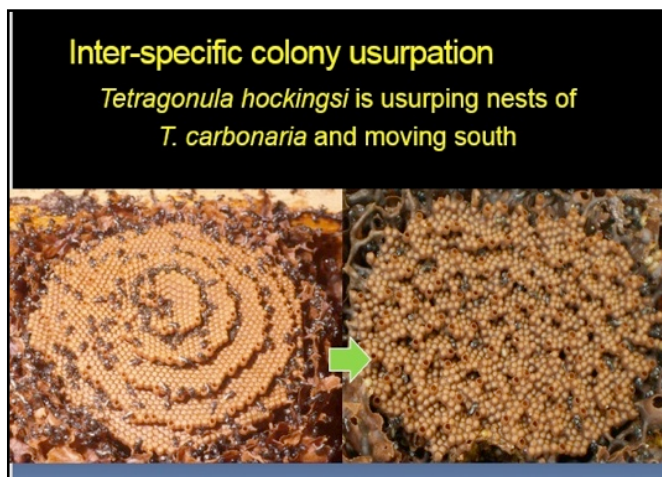 Inter-specific colony usurpation
Tetragonula hockingsi is usurping nests of
T. carbonaria and moving south